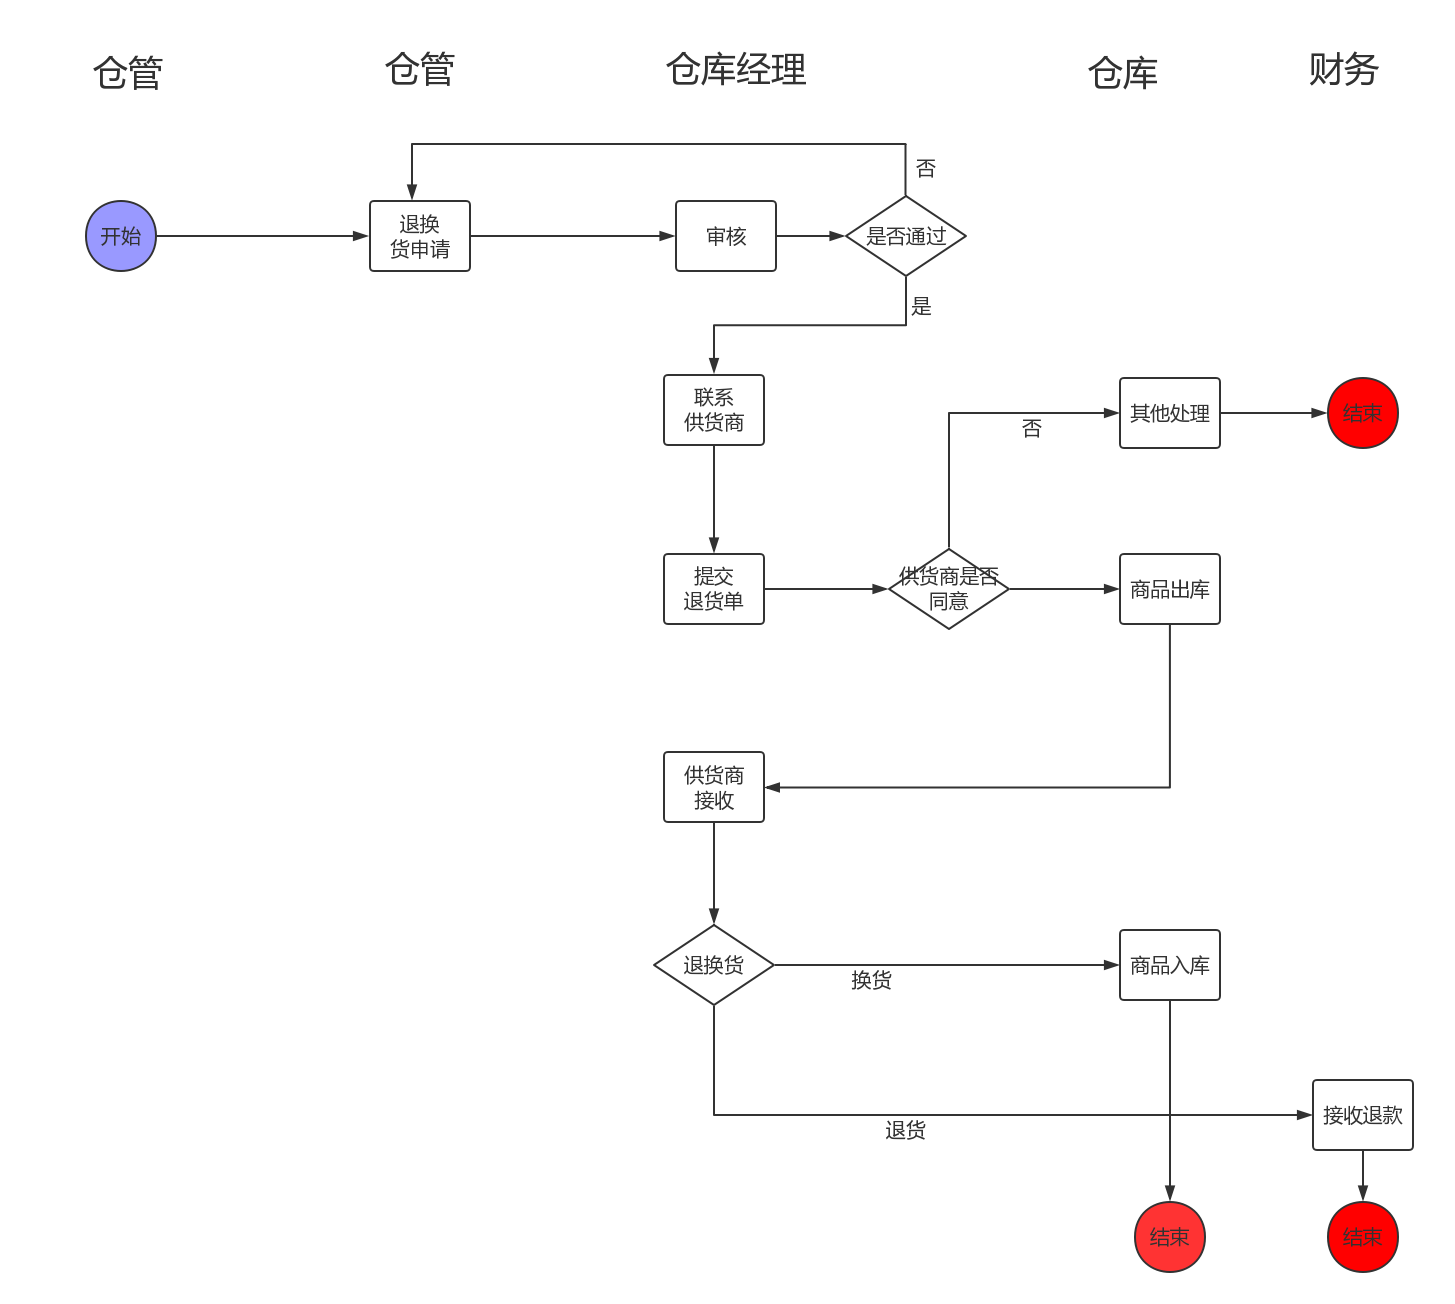 仓管
仓管
仓库经理
仓库
财务
否
开始
退换
货申请
审核
是否通过
是
联系
供货商
否
其他处理
结束
提交
退货单
供货商是否
同意
商品出库
供货商
接收
退换货
换货
商品入库
退货
接收退款
结束
结束